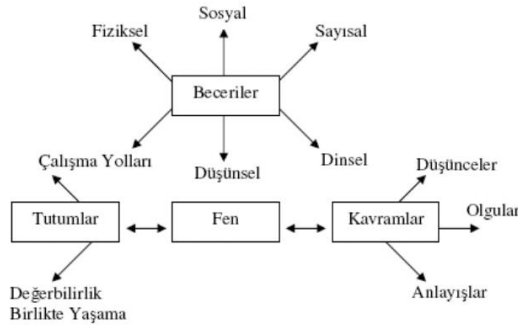 Sosyal
Fiziksel
Sayısal
Beceriler
Çalışma Yolları
Düşünsel
Dinsel
Düşünceler
Tutumlar
Fen
Kavramlar
Olgular
Değerbilirlik
Birlikte Yaşama
Anlayışlar